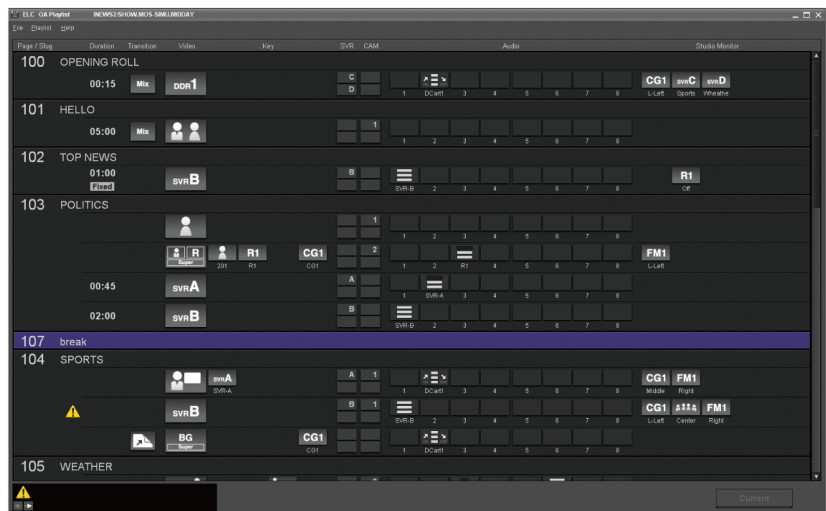 ELC OA Playlist INEWS2/SHOW.MOS-SIMU.MIDDAY
File Playlist Help
Page / Slug Duration Transition Video Key SVR CAM Audio Studio Monitor
100 OPENING ROLL
00:15 Mix DDR1 C CG1 SVRC SVRD
D 1 DCart1 3 4 5 6 7 8 L-Left Sports Wheathe
101 HELLO
05:00 Mix 1
1 2 3 4 5 6 7 8
102 TOP NEWS
01:00 SVRB B R1
Fixed SVR-B 2 3 4 5 6 7 8 Off
103 POLITICS
1
1 2 3 4 5 6 7 8
R R1 CG1 2 FM1
Super 201 R1 CG1 1 2 R1 4 5 6 7 8 L-Left
00:45 SVRA A
1 SVR-A 3 4 5 6 7 8
02:00 SVRB B
SVR-B 2 3 4 5 6 7 8
107 break
104 SPORTS
SVRA A 1 CG1 FM1
SVR-A 1 DCart1 3 4 5 6 7 8 Middle Right
SVRB B 1 CG1 FM1
SVR-B 2 3 4 5 6 7 8 L-Left Center Right
BG CG1
Super CG1 1 DCart1 3 4 5 6 7 8
105 WEATHER
Current